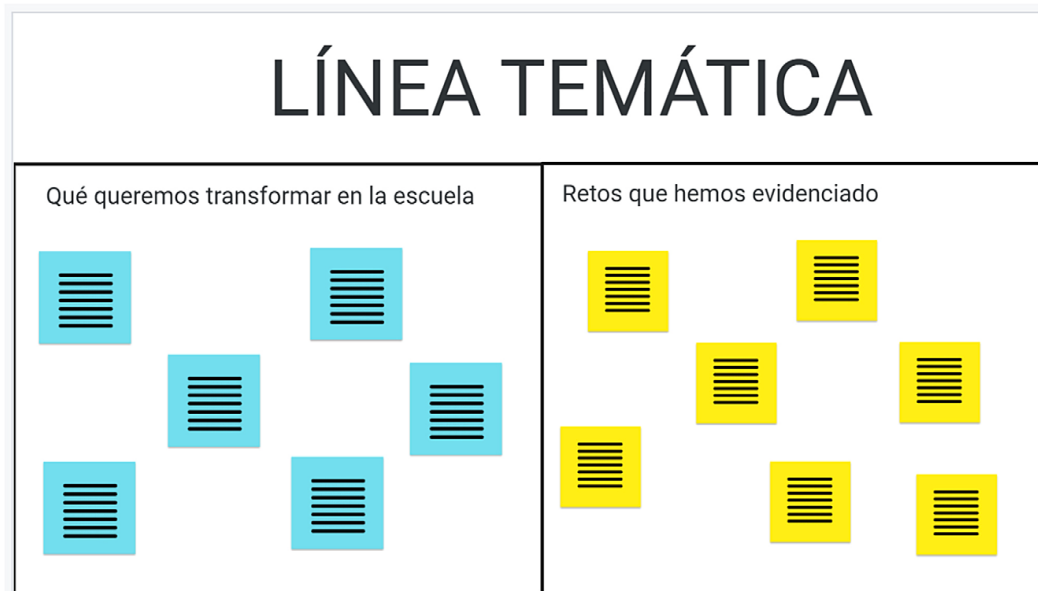 LÍNEA TEMÁTICA
Qué queremos transformar en la escuela
Retos que hemos evidenciado